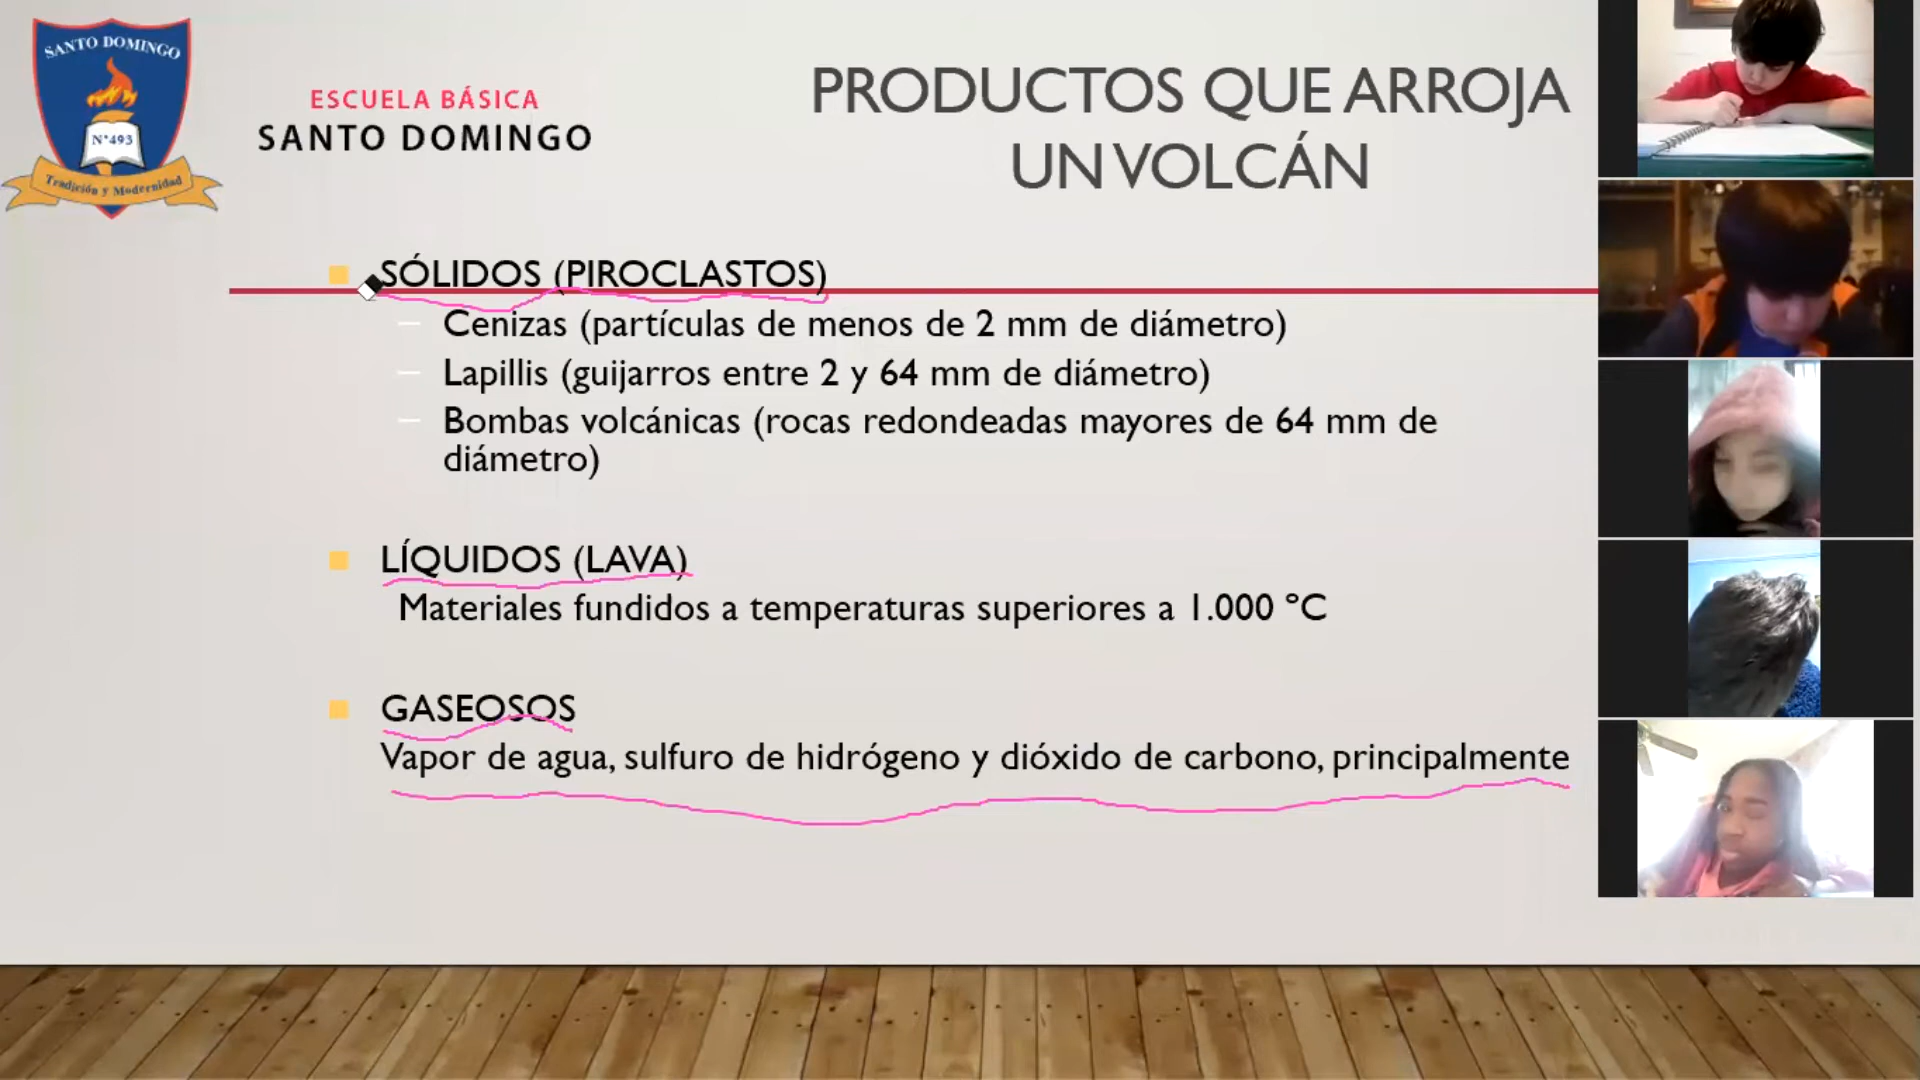 SANTO DOMINGO
N°493
Tradición y Modernidad
ESCUELA BÁSICA
SANTO DOMINGO
PRODUCTOS QUE ARROJA
UN VOLCÁN
SÓLIDOS (PIROCLASTOS)
– Cenizas (partículas de menos de 2 mm de diámetro)
– Lapillis (guijarros entre 2 y 64 mm de diámetro)
– Bombas volcánicas (rocas redondeadas mayores de 64 mm de
diámetro)
LÍQUIDOS (LAVA)
Materiales fundidos a temperaturas superiores a 1.000 ºC
GASEOSOS
Vapor de agua, sulfuro de hidrógeno y dióxido de carbono, principalmente